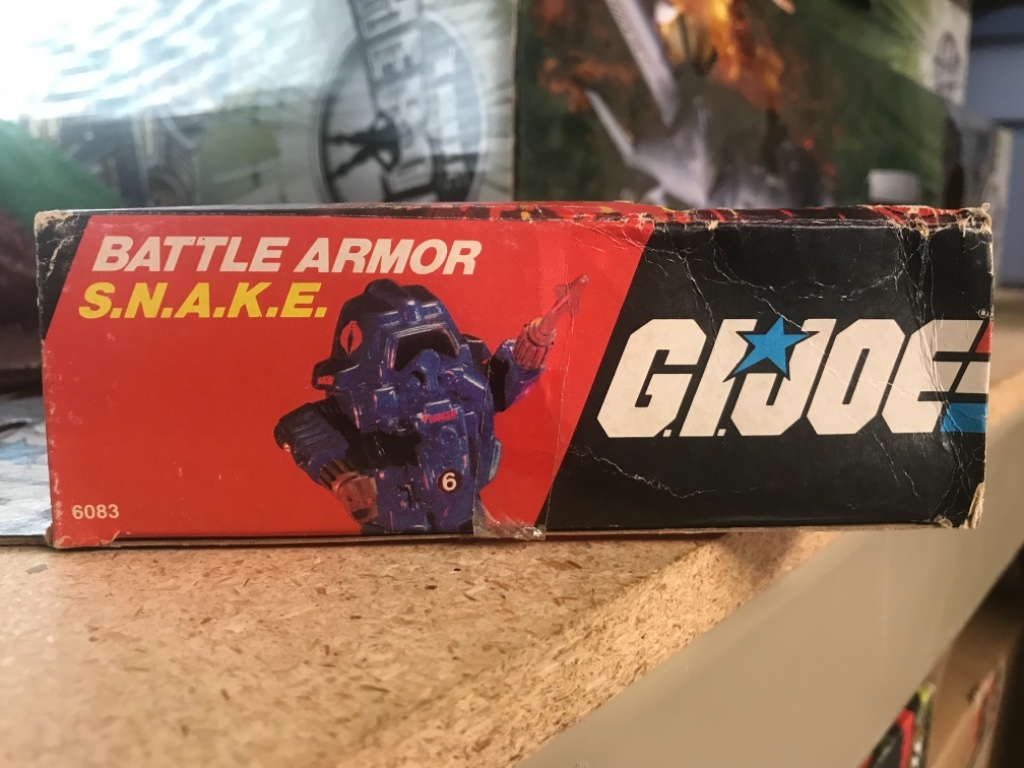 BATTLE ARMOR
S.N.A.K.E.
G.I.JOE
®
6
6083